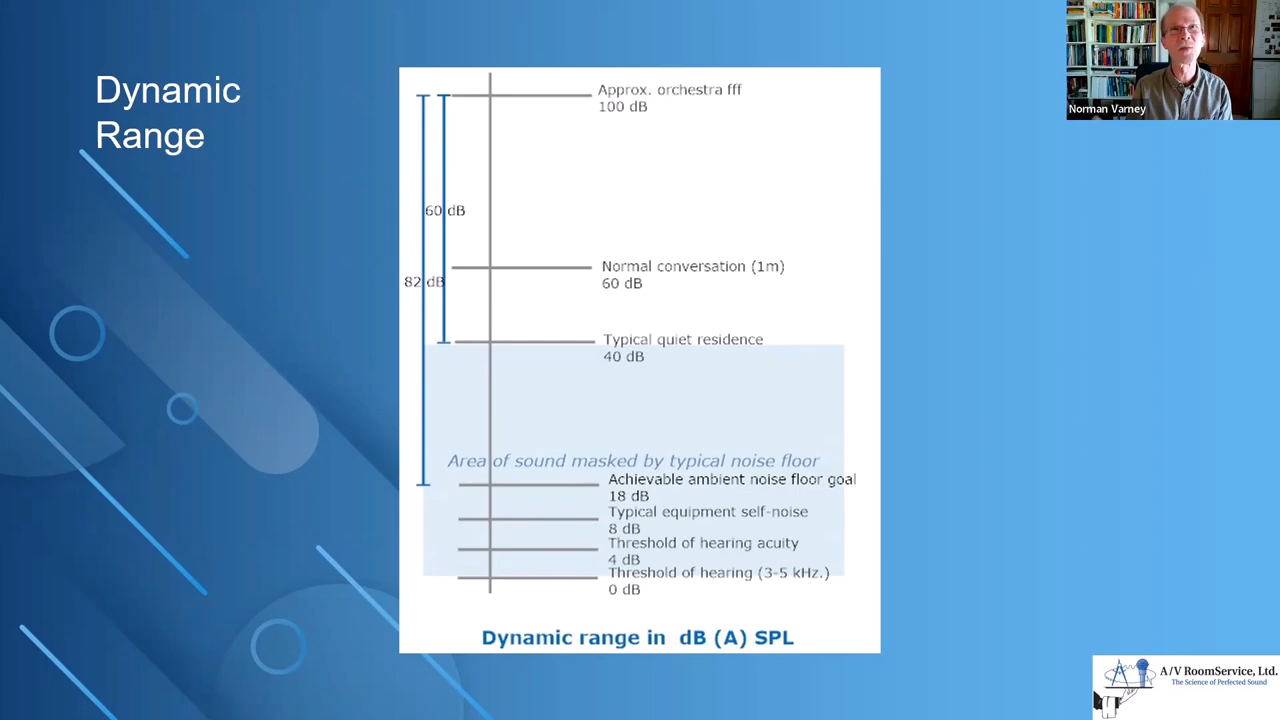 Dynamic
Range
Approx. orchestra fff
100 dB
60 dB
Normal conversation (1m)
60 dB
82 dB
Typical quiet residence
40 dB
Area of sound masked by typical noise floor
Achievable ambient noise floor goal
18 dB
Typical equipment self-noise
8 dB
Threshold of hearing acuity
4 dB
Threshold of hearing (3-5 kHz.)
0 dB
Dynamic range in dB (A) SPL
Norman Varney
A/V RoomService, Ltd.
The Science of Perfected Sound